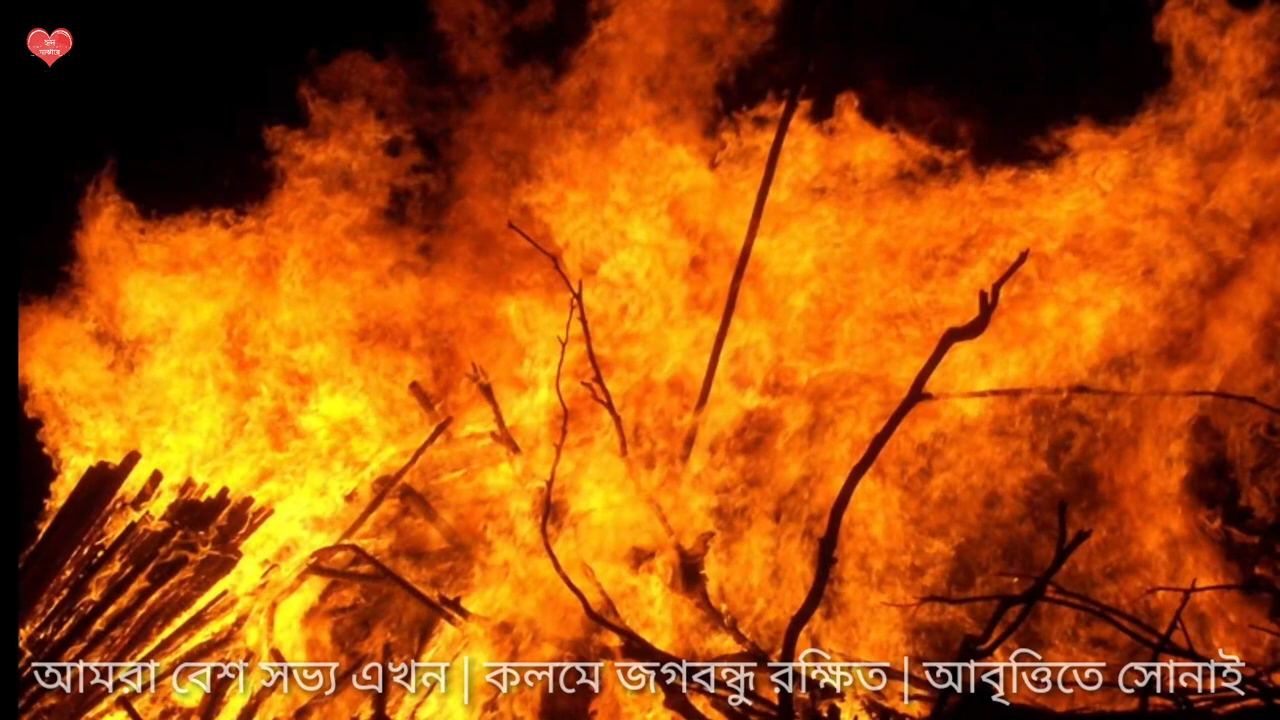 হৃদ
মাঝারে
আমরা বেশ সভ্য এখন | কলমে জগবন্ধু রক্ষিত | আবৃত্তিতে সোনাই